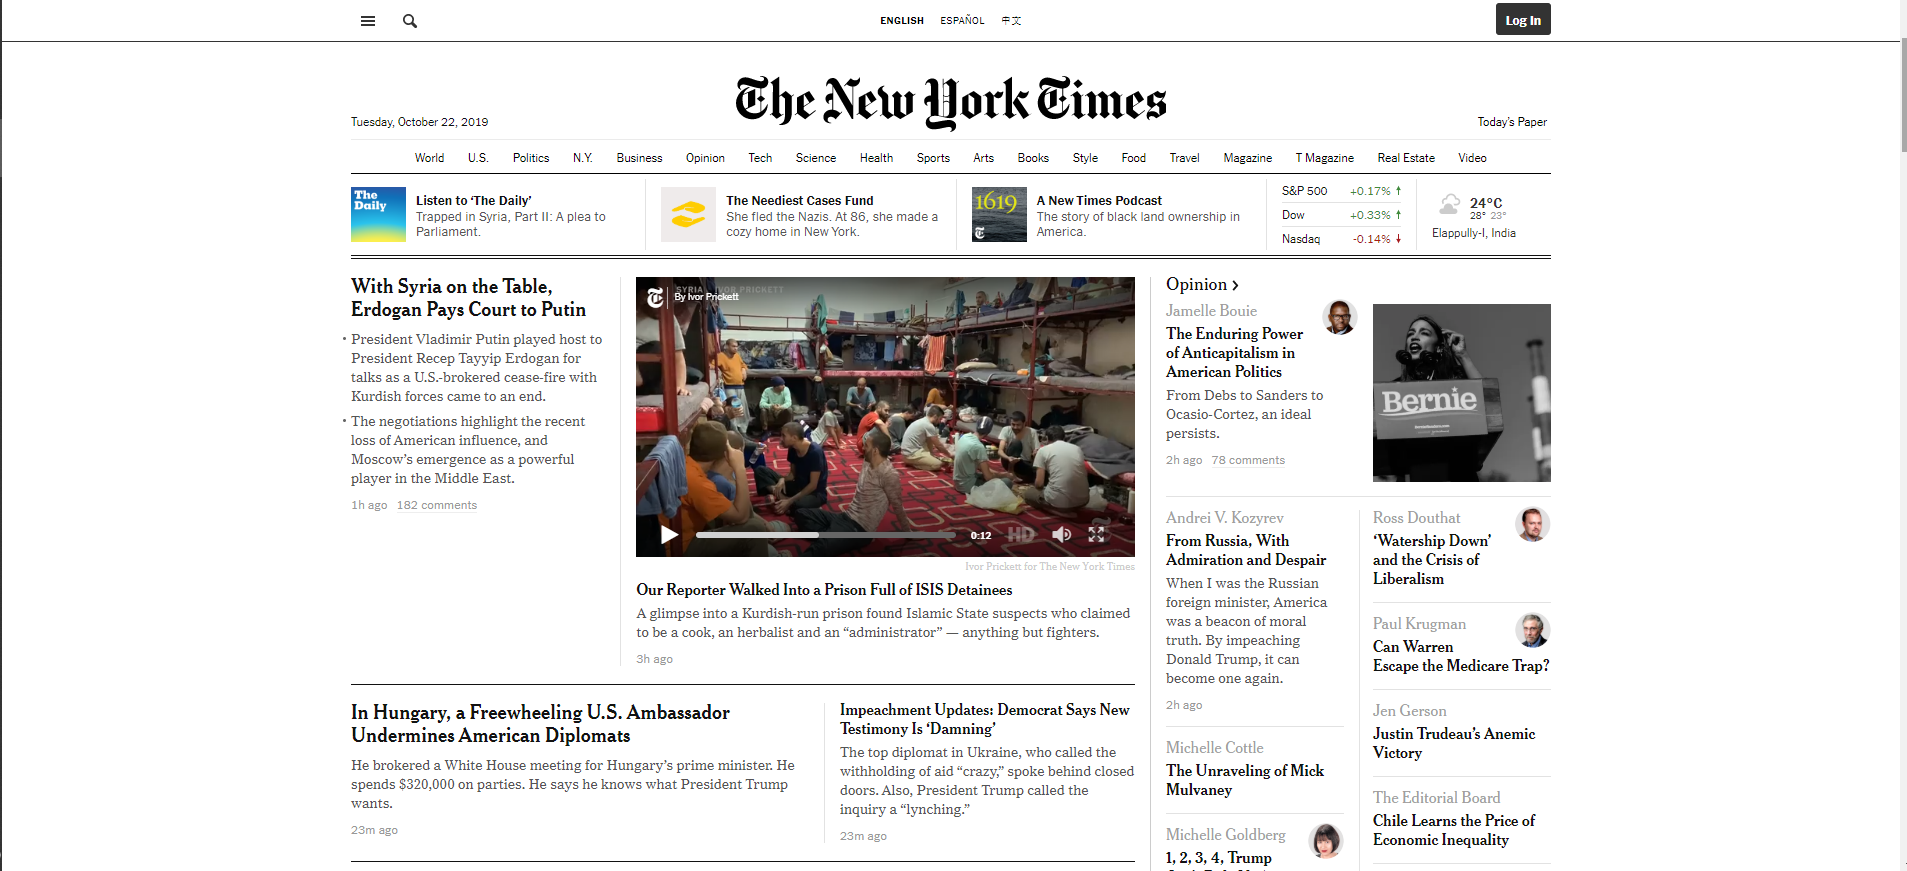 ENGLISH ESPAÑOL 中文
Log In
The New York Times
Tuesday, October 22, 2019
Today's Paper
World U.S. Politics N.Y. Business Opinion Tech Science Health Sports Arts Books Style Food Travel Magazine T Magazine Real Estate Video
The
Daily
Listen to ‘The Daily’
Trapped in Syria, Part II: A plea to
Parliament.
The Neediest Cases Fund
She fled the Nazis. At 86, she made a
cozy home in New York.
1619
A New Times Podcast
The story of black land ownership in
America.
S&P 500 +0.17% ↑
Dow +0.33% ↑
Nasdaq -0.14% ↓
24°C
28° 23°
Elappully-I, India
With Syria on the Table,
Erdogan Pays Court to Putin
• President Vladimir Putin played host to
President Recep Tayyip Erdogan for
talks as a U.S.-brokered cease-fire with
Kurdish forces came to an end.
• The negotiations highlight the recent
loss of American influence, and
Moscow’s emergence as a powerful
player in the Middle East.
1h ago 182 comments
SYRIA IVOR PRICKETT
By Ivor Prickett
0:12 HD
Ivor Prickett for The New York Times
Our Reporter Walked Into a Prison Full of ISIS Detainees
A glimpse into a Kurdish-run prison found Islamic State suspects who claimed
to be a cook, an herbalist and an “administrator” — anything but fighters.
3h ago
In Hungary, a Freewheeling U.S. Ambassador
Undermines American Diplomats
He brokered a White House meeting for Hungary’s prime minister. He
spends $320,000 on parties. He says he knows what President Trump
wants.
23m ago
Impeachment Updates: Democrat Says New
Testimony Is ‘Damning’
The top diplomat in Ukraine, who called the
withholding of aid “crazy,” spoke behind closed
doors. Also, President Trump called the
inquiry a “lynching.”
23m ago
Opinion >
Jamelle Bouie
The Enduring Power
of Anticapitalism in
American Politics
From Debs to Sanders to
Ocasio-Cortez, an ideal
persists.
2h ago 78 comments
Bernie
Andrei V. Kozyrev
From Russia, With
Admiration and Despair
When I was the Russian
foreign minister, America
was a beacon of moral
truth. By impeaching
Donald Trump, it can
become one again.
2h ago
Michelle Cottle
The Unraveling of Mick
Mulvaney
Michelle Goldberg
1, 2, 3, 4, Trump
Ross Douthat
‘Watership Down’
and the Crisis of
Liberalism
Paul Krugman
Can Warren
Escape the Medicare Trap?
Jen Gerson
Justin Trudeau’s Anemic
Victory
The Editorial Board
Chile Learns the Price of
Economic Inequality